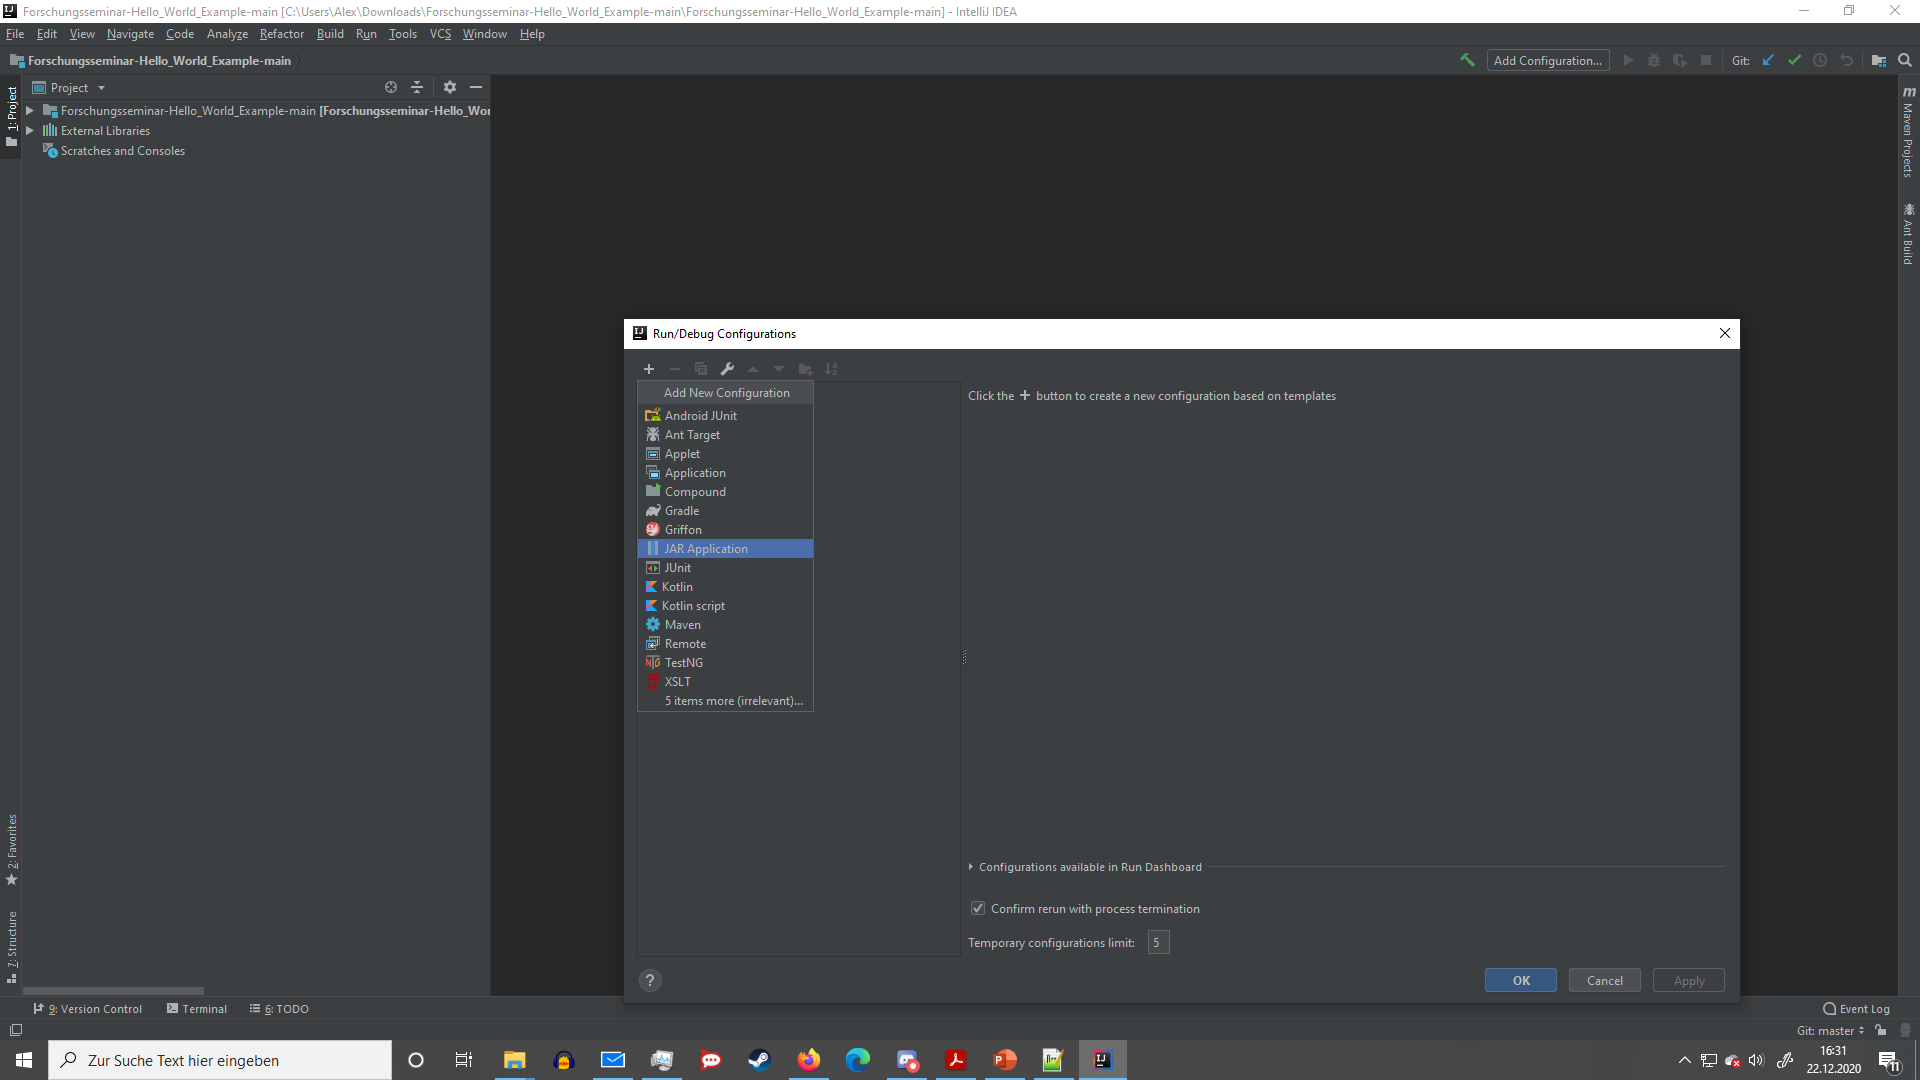 Forschungsseminar-Hello_World_Example-main [C:\Users\Alex\Downloads\Forschungsseminar-Hello_World_Example-main\Forschungsseminar-Hello_World_Example-main] - IntelliJ IDEA
File Edit View Navigate Code Analyze Refactor Build Run Tools VCS Window Help
Forschungsseminar-Hello_World_Example-main
Add Configuration...
Git:
Project
Forschungsseminar-Hello_World_Example-main [Forschungsseminar-Hello_Wor
External Libraries
Scratches and Consoles
1: Project
2: Favorites
7: Structure
Maven Projects
Ant Build
Run/Debug Configurations
Add New Configuration
Android JUnit
Ant Target
Applet
Application
Compound
Gradle
Griffon
JAR Application
JUnit
Kotlin
Kotlin script
Maven
Remote
TestNG
XSLT
5 items more (irrelevant)...
Click the + button to create a new configuration based on templates
Configurations available in Run Dashboard
Confirm rerun with process termination
Temporary configurations limit: 5
OK
Cancel
Apply
9: Version Control
Terminal
6: TODO
Event Log
Git: master
Zur Suche Text hier eingeben
16:31
22.12.2020
11